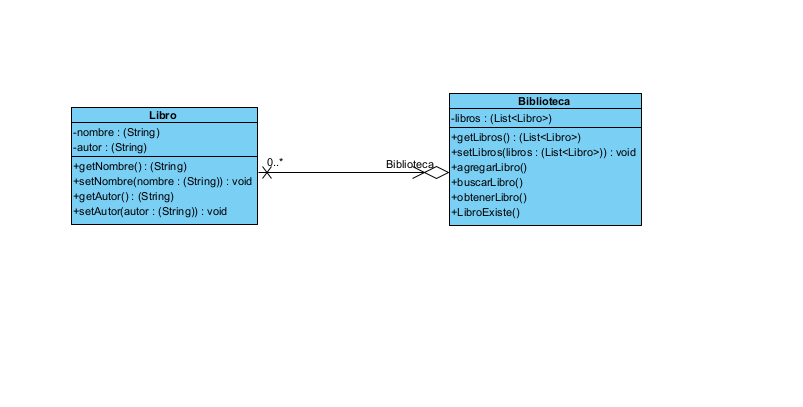 Libro
-nombre : (String)
-autor : (String)
+getNombre() : (String)
+setNombre(nombre : (String)) : void
+getAutor() : (String)
+setAutor(autor : (String)) : void
0..*
Biblioteca
Biblioteca
-libros : (List<Libro>)
+getLibros() : (List<Libro>)
+setLibros(libros : (List<Libro>)) : void
+agregarLibro()
+buscarLibro()
+obtenerLibro()
+LibroExiste()